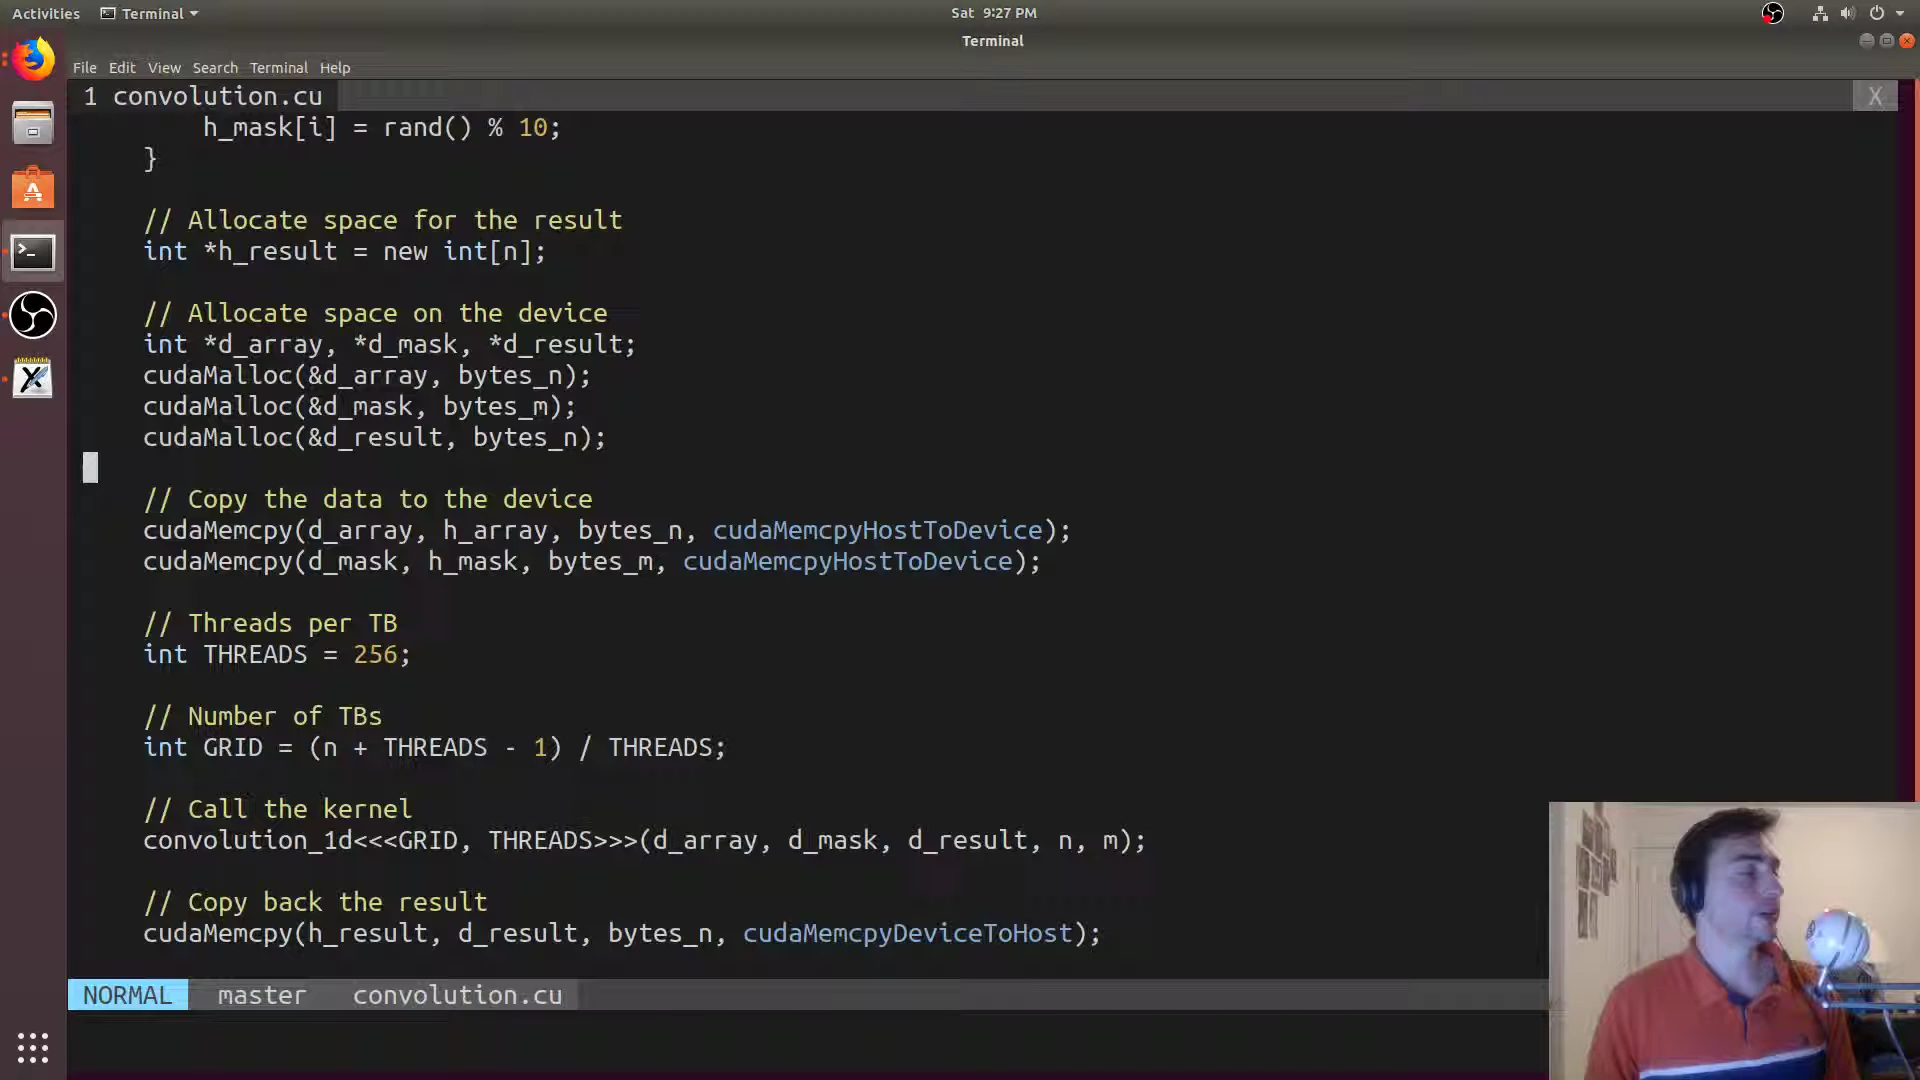 Activities Terminal Sat 9:27 PM
Terminal
File Edit View Search Terminal Help
1 convolution.cu X
h_mask[i] = rand() % 10;
}
// Allocate space for the result
int *h_result = new int[n];
// Allocate space on the device
int *d_array, *d_mask, *d_result;
cudaMalloc(&d_array, bytes_n);
cudaMalloc(&d_mask, bytes_m);
cudaMalloc(&d_result, bytes_n);
// Copy the data to the device
cudaMemcpy(d_array, h_array, bytes_n, cudaMemcpyHostToDevice);
cudaMemcpy(d_mask, h_mask, bytes_m, cudaMemcpyHostToDevice);
// Threads per TB
int THREADS = 256;
// Number of TBs
int GRID = (n + THREADS - 1) / THREADS;
// Call the kernel
convolution_1d<<<GRID, THREADS>>>(d_array, d_mask, d_result, n, m);
// Copy back the result
cudaMemcpy(h_result, d_result, bytes_n, cudaMemcpyDeviceToHost);
NORMAL master convolution.cu